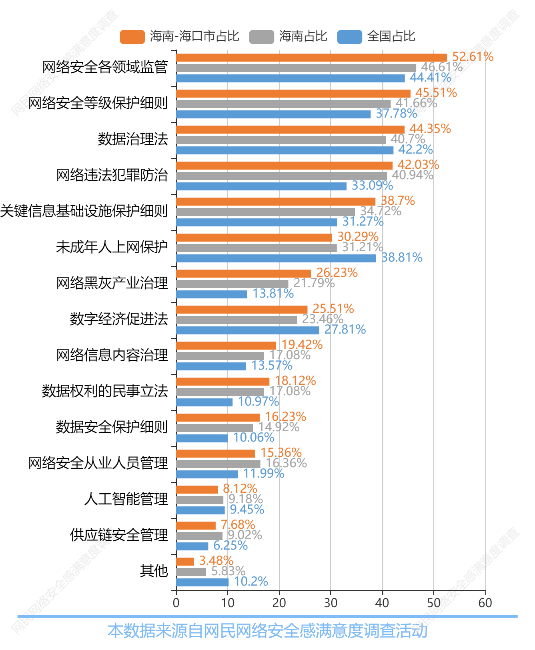 海南-海口市占比 海南占比 全国占比
网络安全各领域监管 52.61% 46.61% 44.41%
网络安全等级保护细则 45.51% 41.66% 37.78%
数据治理法 44.35% 40.7% 42.2%
网络违法犯罪防治 42.03% 40.94% 33.09%
关键信息基础设施保护细则 38.7% 34.72% 31.27%
未成年人上网保护 30.29% 31.21% 38.81%
网络黑灰产业治理 26.23% 21.79% 13.81%
数字经济促进法 25.51% 23.46% 27.81%
网络信息内容治理 19.42% 17.08% 13.57%
数据权利的民事立法 18.12% 17.08% 10.97%
数据安全保护细则 16.23% 14.92% 10.06%
网络安全从业人员管理 15.36% 16.36% 11.99%
人工智能管理 8.12% 9.18% 9.45%
供应链安全管理 7.68% 9.02% 6.25%
其他 3.48% 5.83% 10.2%
0 10 20 30 40 50 60
本数据来源自网民网络安全感满意度调查活动